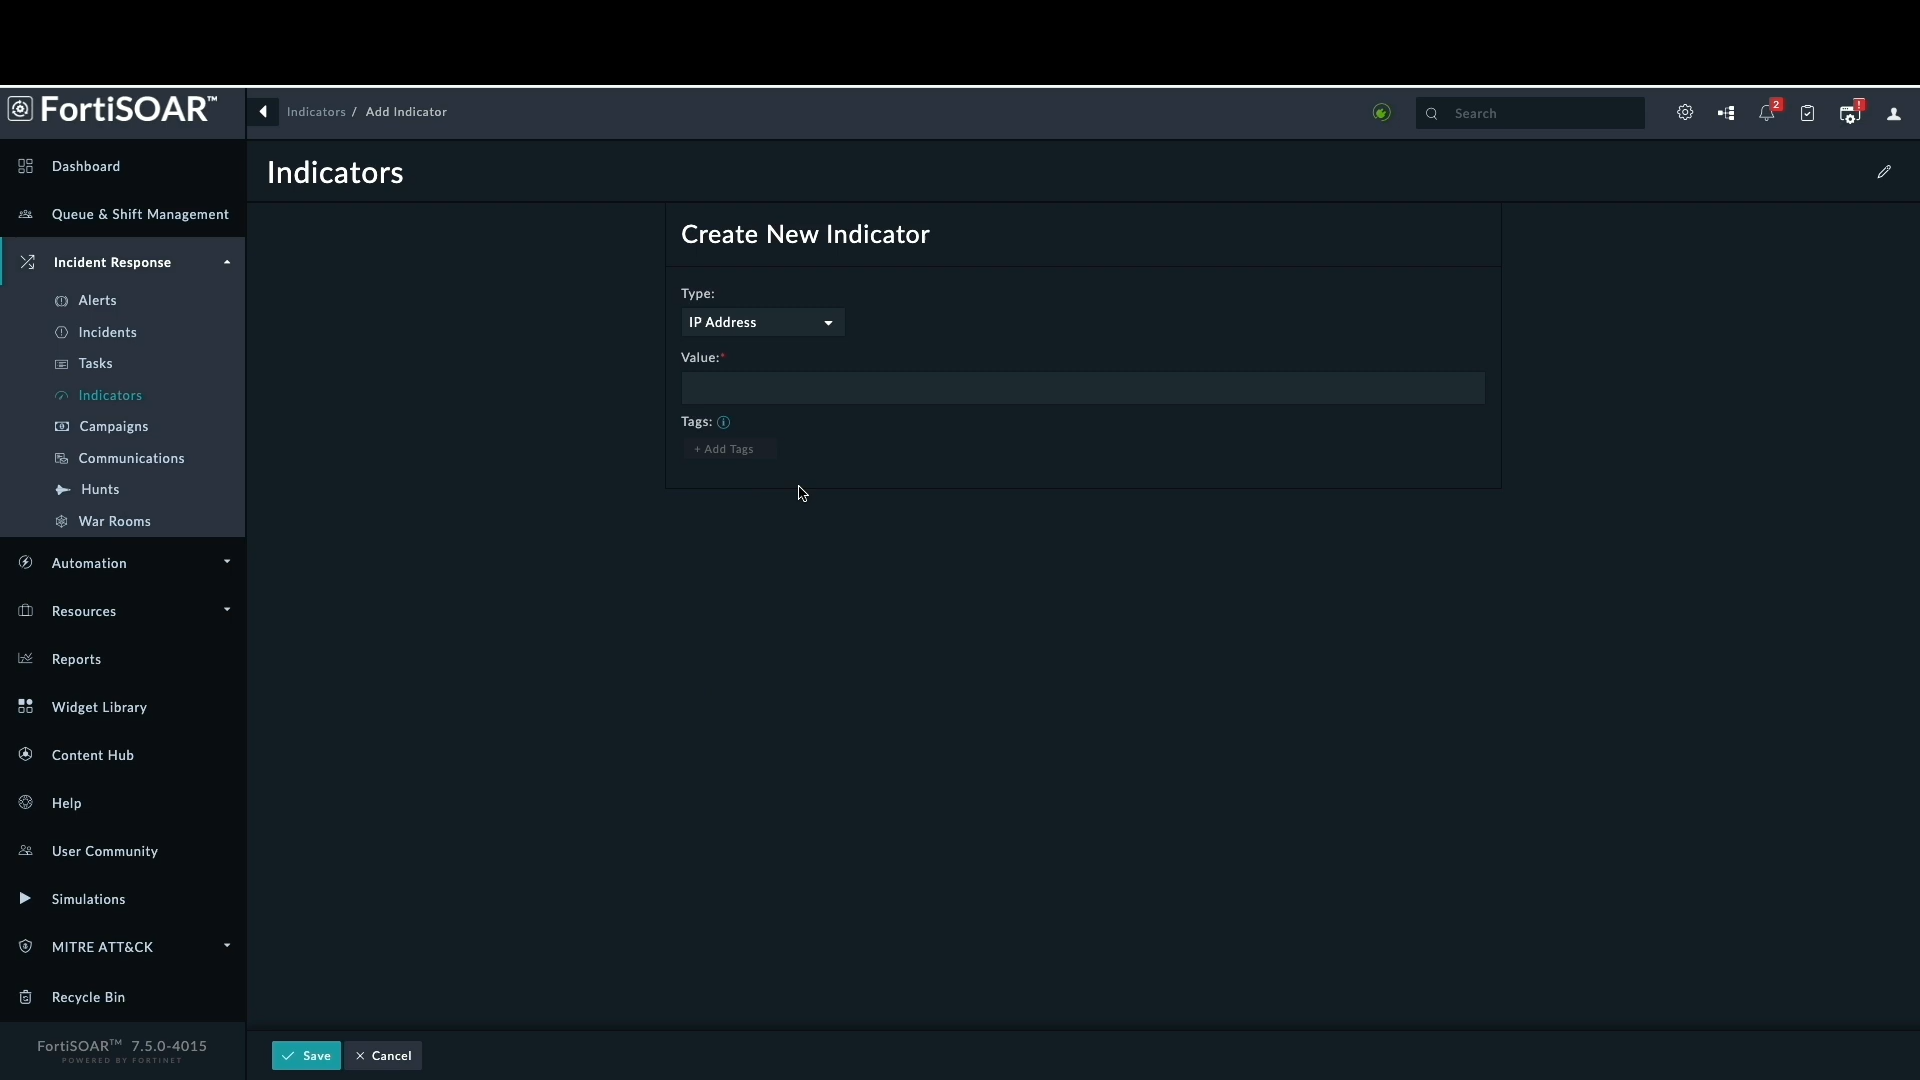 FortiSOAR™
Indicators / Add Indicator
Search
2
!
Dashboard
Queue & Shift Management
Incident Response
Alerts
Incidents
Tasks
Indicators
Campaigns
Communications
Hunts
War Rooms
Automation
Resources
Reports
Widget Library
Content Hub
Help
User Community
Simulations
MITRE ATT&CK
Recycle Bin
FortiSOAR™ 7.5.0-4015
POWERED BY FORTINET
Indicators
Create New Indicator
Type:
IP Address
Value:*
Tags:
+ Add Tags
Save
Cancel